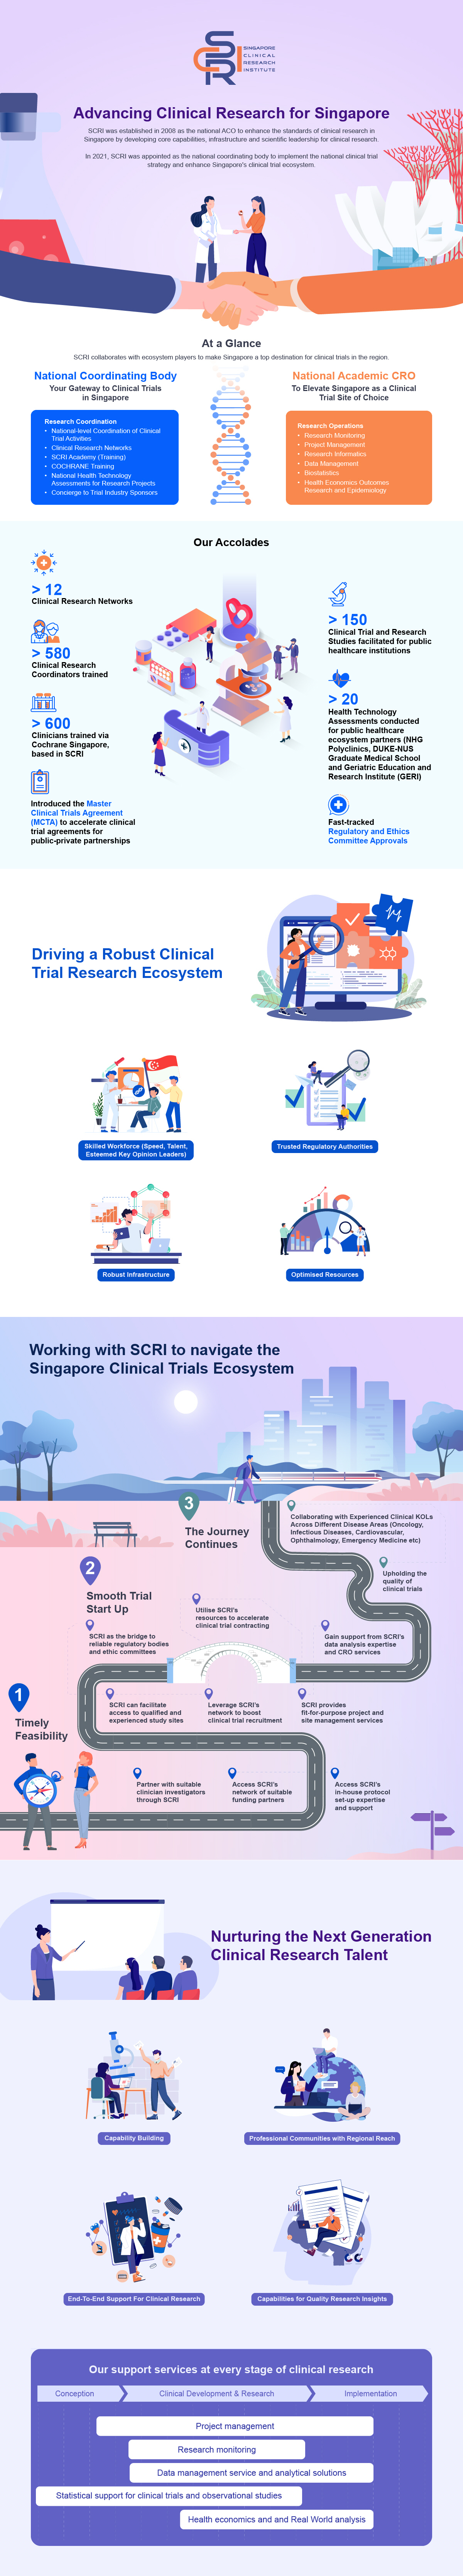 SCRI
SINGAPORE
CLINICAL
RESEARCH
INSTITUTE
Advancing Clinical Research for Singapore
SCRI was established in 2008 as the national ACO to enhance the standards of clinical research in
Singapore by developing core capabilities, infrastructure and scientific leadership for clinical research.
In 2021, SCRI was appointed as the national coordinating body to implement the national clinical trial
strategy and enhance Singapore's clinical trial ecosystem.
At a Glance
SCRI collaborates with ecosystem players to make Singapore a top destination for clinical trials in the region.
National Coordinating Body
Your Gateway to Clinical Trials
in Singapore
Research Coordination
• National-level Coordination of Clinical
Trial Activities
• Clinical Research Networks
• SCRI Academy (Training)
• COCHRANE Training
• National Health Technology
Assessments for Research Projects
• Concierge to Trial Industry Sponsors
National Academic CRO
To Elevate Singapore as a Clinical
Trial Site of Choice
Research Operations
• Research Monitoring
• Project Management
• Research Informatics
• Data Management
• Biostatistics
• Health Economics Outcomes
Research and Epidemiology
Our Accolades
> 12
Clinical Research Networks
> 580
Clinical Research
Coordinators trained
> 600
Clinicians trained via
Cochrane Singapore,
based in SCRI
Introduced the Master
Clinical Trials Agreement
(MCTA) to accelerate clinical
trial agreements for
public-private partnerships
> 150
Clinical Trial and Research
Studies facilitated for public
healthcare institutions
> 20
Health Technology
Assessments conducted
for public healthcare
ecosystem partners (NHG
Polyclinics, DUKE-NUS
Graduate Medical School
and Geriatric Education and
Research Institute (GERI)
Fast-tracked
Regulatory and Ethics
Committee Approvals
Driving a Robust Clinical
Trial Research Ecosystem
Skilled Workforce (Speed, Talent,
Esteemed Key Opinion Leaders)
Trusted Regulatory Authorities
Robust Infrastructure
Optimised Resources
Working with SCRI to navigate the
Singapore Clinical Trials Ecosystem
1
Timely
Feasibility
Partner with suitable
clinician investigators
through SCRI
Access SCRI's
network of suitable
funding partners
Access SCRI's
in-house protocol
set-up expertise
and support
SCRI can facilitate
access to qualified and
experienced study sites
Leverage SCRI's
network to boost
clinical trial recruitment
SCRI provides
fit-for-purpose project and
site management services
2
Smooth Trial
Start Up
SCRI as the bridge to
reliable regulatory bodies
and ethic committees
Utilise SCRI's
resources to accelerate
clinical trial contracting
Gain support from SCRI's
data analysis expertise
and CRO services
3
The Journey
Continues
Upholding the
quality of
clinical trials
Collaborating with Experienced Clinical KOLs
Across Different Disease Areas (Oncology,
Infectious Diseases, Cardiovascular,
Ophthalmology, Emergency Medicine etc)
Nurturing the Next Generation
Clinical Research Talent
Capability Building
Professional Communities with Regional Reach
End-To-End Support For Clinical Research
Capabilities for Quality Research Insights
Our support services at every stage of clinical research
Conception
Clinical Development & Research
Implementation
Project management
Research monitoring
Data management service and analytical solutions
Statistical support for clinical trials and observational studies
Health economics and and Real World analysis